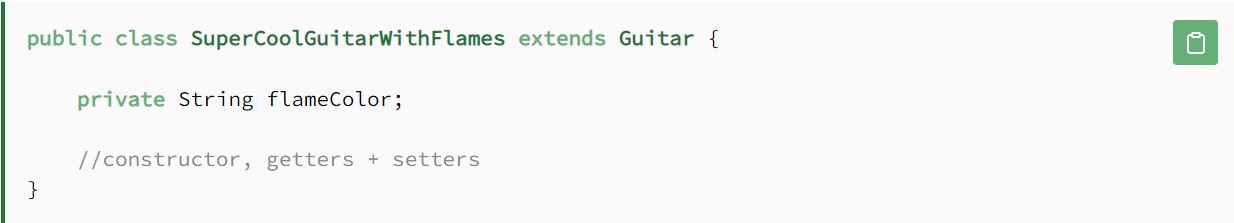 public class SuperCoolGuitarWithFlames extends Guitar {
private String flameColor;
//constructor, getters + setters
}